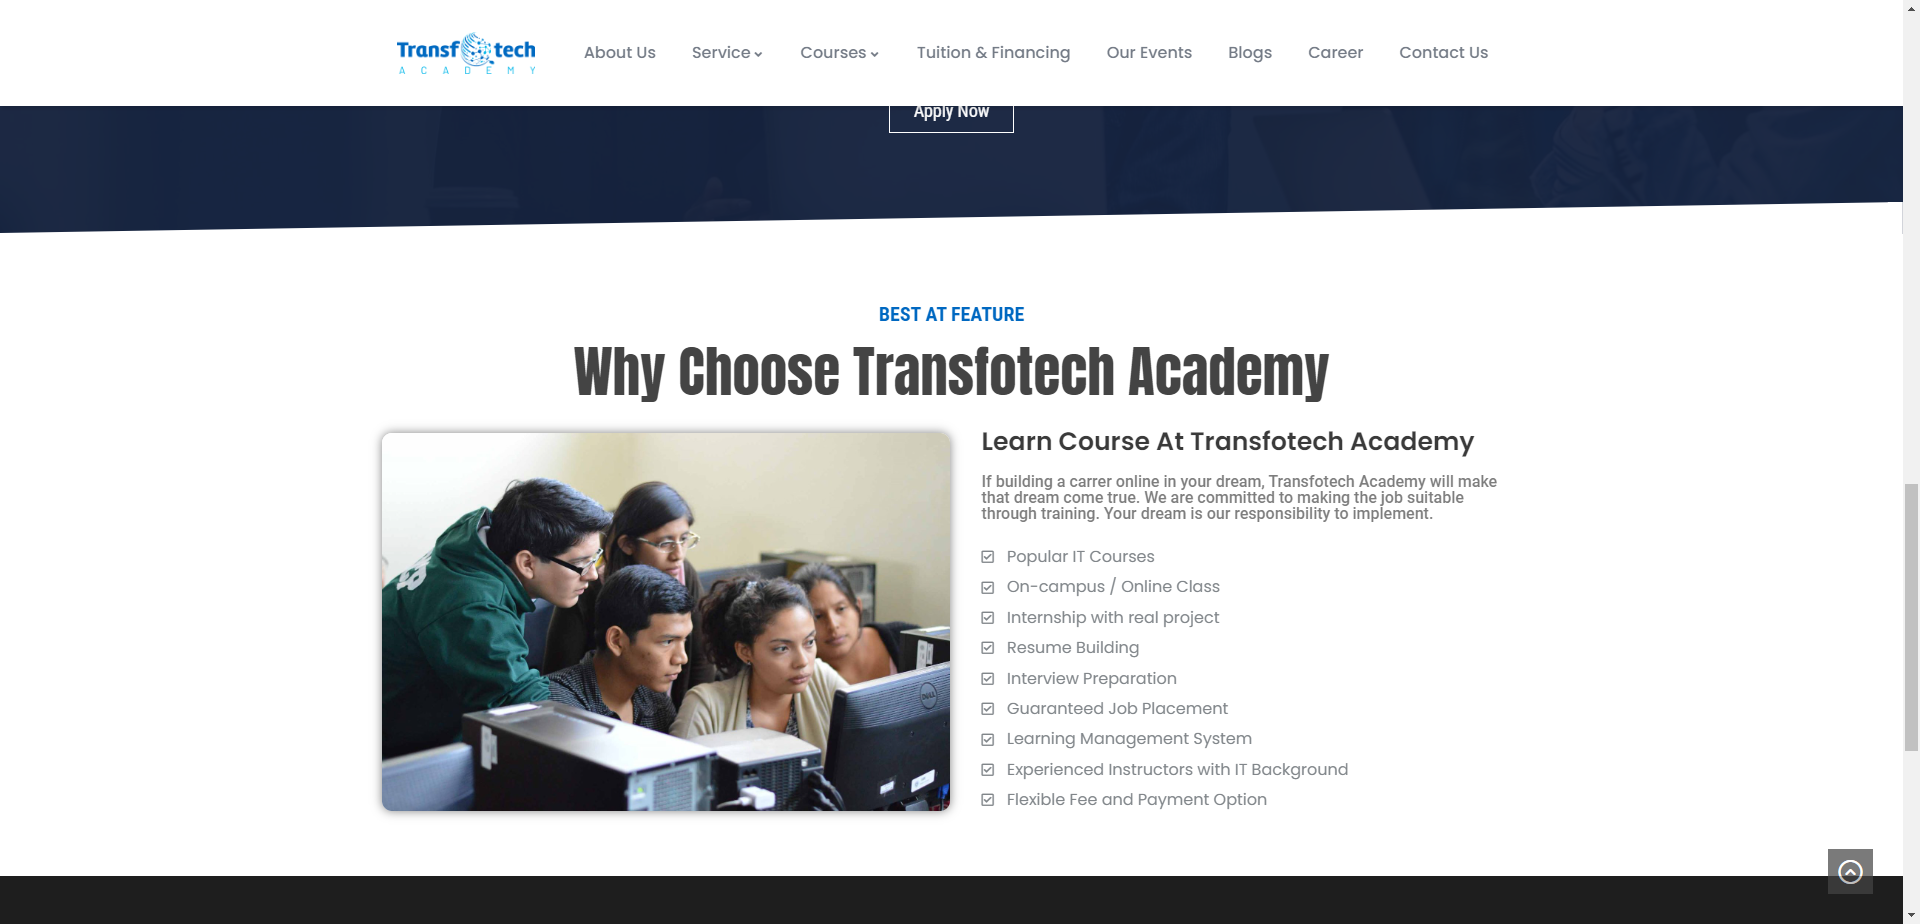 Transfotech
ACADEMY
About Us
Service
Courses
Tuition & Financing
Our Events
Blogs
Career
Contact Us
Apply Now
BEST AT FEATURE
Why Choose Transfotech Academy
Learn Course At Transfotech Academy
If building a carrer online in your dream, Transfotech Academy will make
that dream come true. We are committed to making the job suitable
through training. Your dream is our responsibility to implement.
Popular IT Courses
On-campus / Online Class
Internship with real project
Resume Building
Interview Preparation
Guaranteed Job Placement
Learning Management System
Experienced Instructors with IT Background
Flexible Fee and Payment Option
DELL